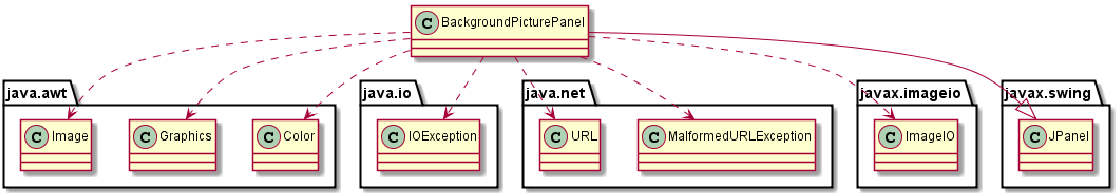 C BackgroundPicturePanel
java.awt
java.io
java.net
javax.imageio
javax.swing
C Image
C Graphics
C Color
C IOException
C URL
C MalformedURLException
C ImageIO
C JPanel